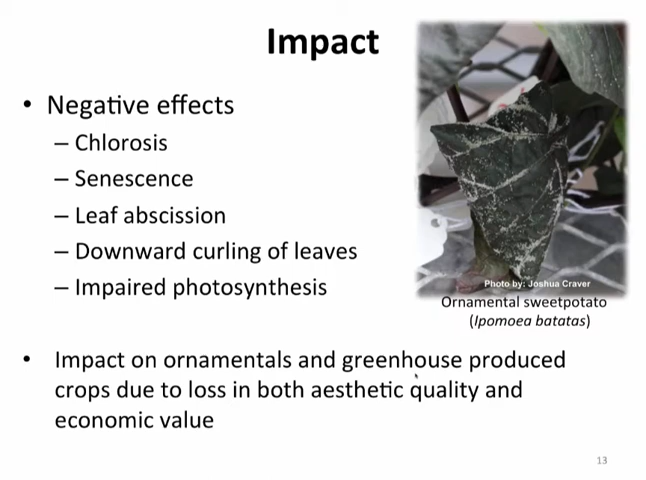 Impact
• Negative effects
– Chlorosis
– Senescence
– Leaf abscission
– Downward curling of leaves
– Impaired photosynthesis
Photo by: Joshua Craver
Ornamental sweetpotato
(Ipomoea batatas)
• Impact on ornamentals and greenhouse produced
crops due to loss in both aesthetic quality and
economic value
13